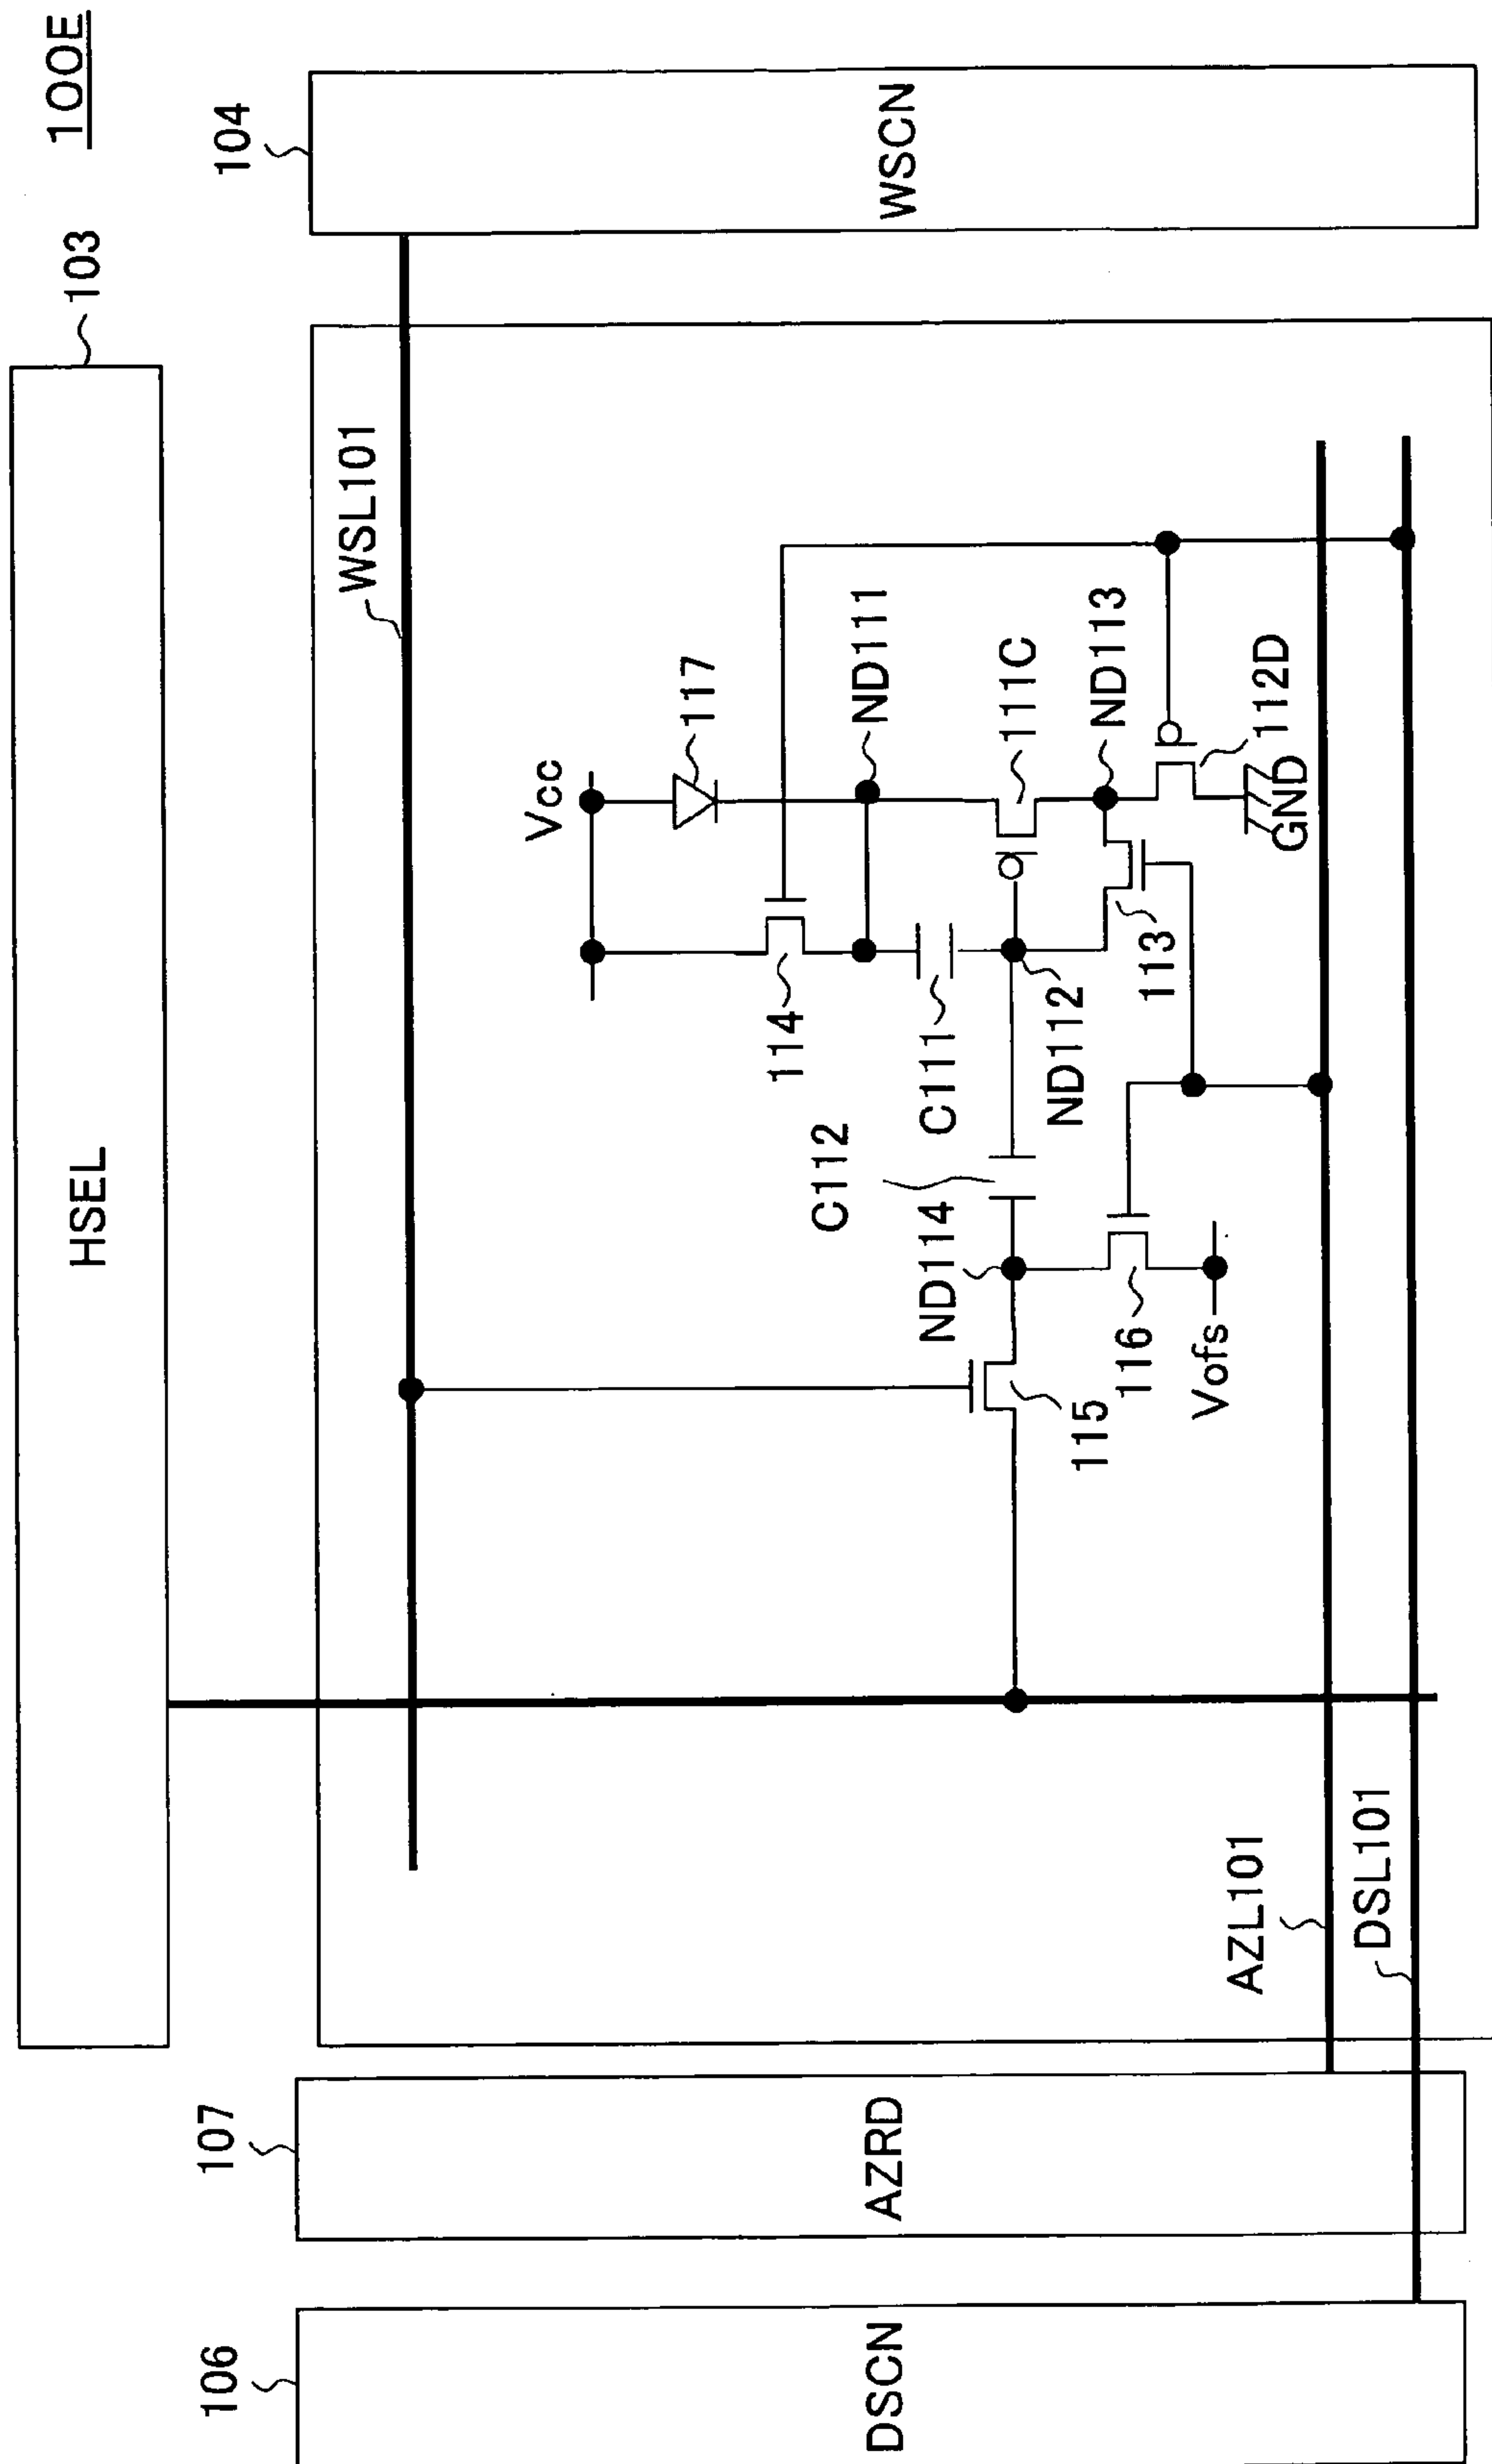 100E
103
HSEL
104
WSCN
WSL101
Vcc
117
114
ND111
C111
111C
C112
ND112
ND113
ND114
113
112D
GND
115
116
Vofs
AZL101
DSL101
107
AZRD
106
DSCN